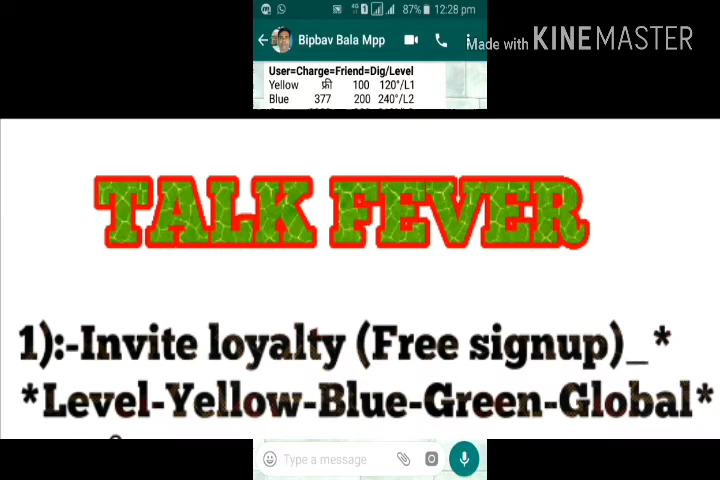 87% 12:28 pm
Bipbav Bala Mpp
Made with KINEMASTER
User=Charge=Friend=Dig/Level
Yellow फ्री 100 120°/L1
Blue 377 200 240°/L2
TALK FEVER
1):-Invite loyalty (Free signup)_*
*Level-Yellow-Blue-Green-Global*
Type a message